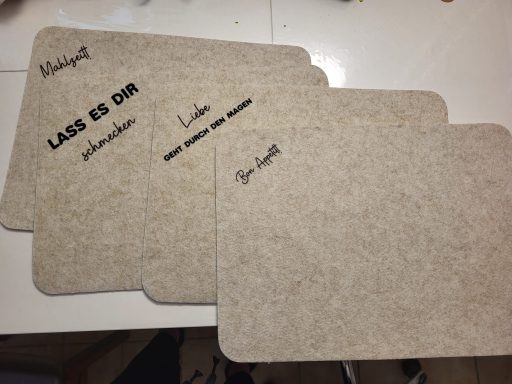 Mahlzeit
LASS ES DIR
schmecken
Liebe
GEHT DURCH DEN MAGEN
Bon Appetit